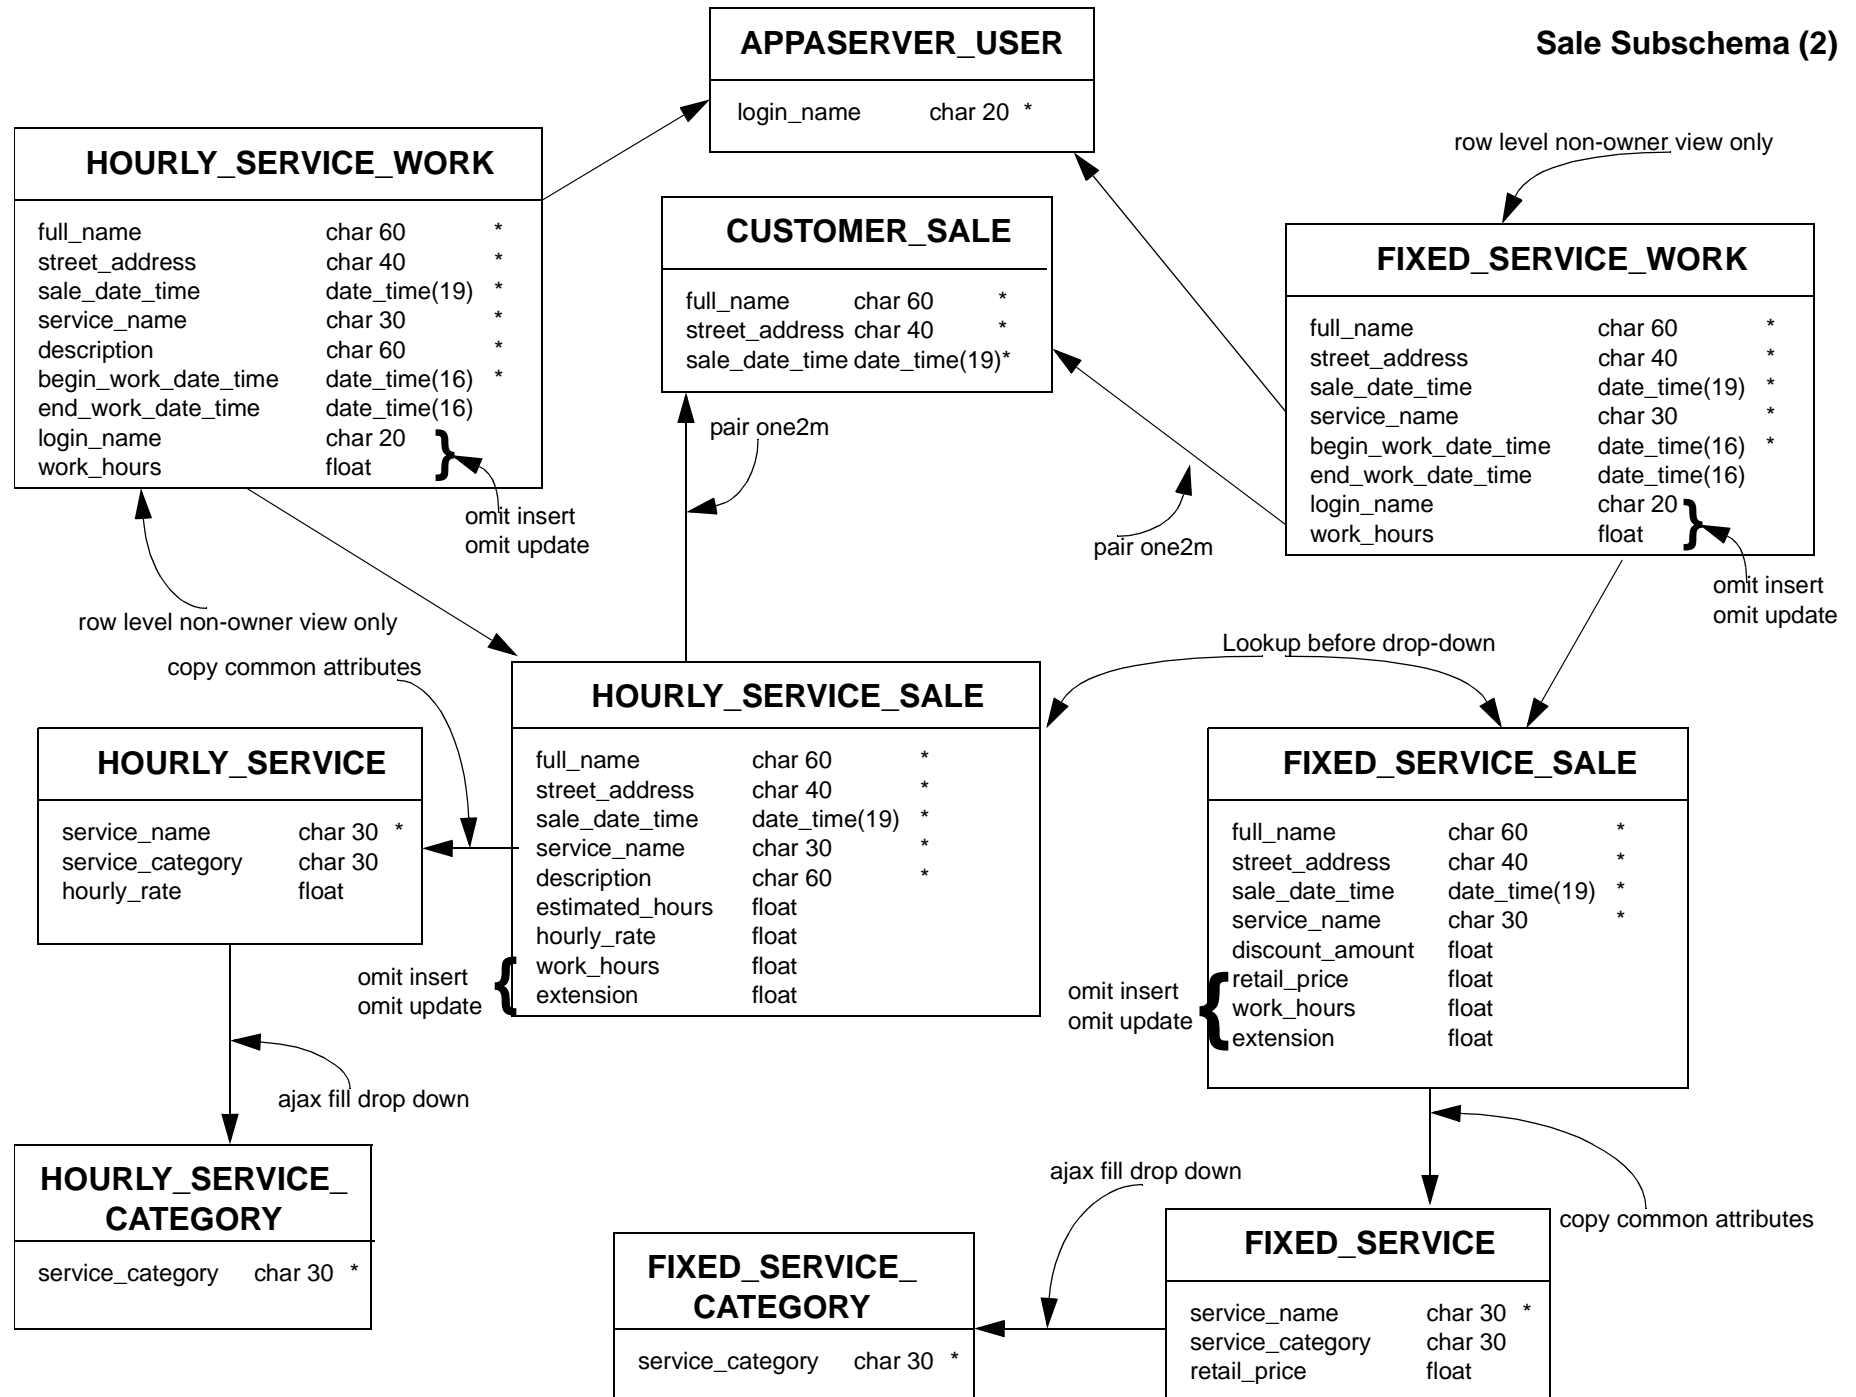 Sale Subschema (2)
APPASERVER_USER
login_name char 20 *
HOURLY_SERVICE_WORK
full_name char 60 *
street_address char 40 *
sale_date_time date_time(19) *
service_name char 30 *
description char 60 *
begin_work_date_time date_time(16) *
end_work_date_time date_time(16)
login_name char 20
work_hours float
}
omit insert
omit update
row level non-owner view only
CUSTOMER_SALE
full_name char 60 *
street_address char 40 *
sale_date_time date_time(19)*
pair one2m
row level non-owner view only
FIXED_SERVICE_WORK
full_name char 60 *
street_address char 40 *
sale_date_time date_time(19) *
service_name char 30 *
begin_work_date_time date_time(16) *
end_work_date_time date_time(16)
login_name char 20
work_hours float
}
omit insert
omit update
pair one2m
Lookup before drop-down
copy common attributes
HOURLY_SERVICE_SALE
full_name char 60 *
street_address char 40 *
sale_date_time date_time(19) *
service_name char 30 *
description char 60 *
estimated_hours float
hourly_rate float
work_hours float
extension float
{
omit insert
omit update
HOURLY_SERVICE
service_name char 30 *
service_category char 30
hourly_rate float
FIXED_SERVICE_SALE
full_name char 60 *
street_address char 40 *
sale_date_time date_time(19) *
service_name char 30 *
discount_amount float
retail_price float
work_hours float
extension float
{
omit insert
omit update
ajax fill drop down
HOURLY_SERVICE_
CATEGORY
service_category char 30 *
ajax fill drop down
copy common attributes
FIXED_SERVICE_
CATEGORY
service_category char 30 *
FIXED_SERVICE
service_name char 30 *
service_category char 30
retail_price float